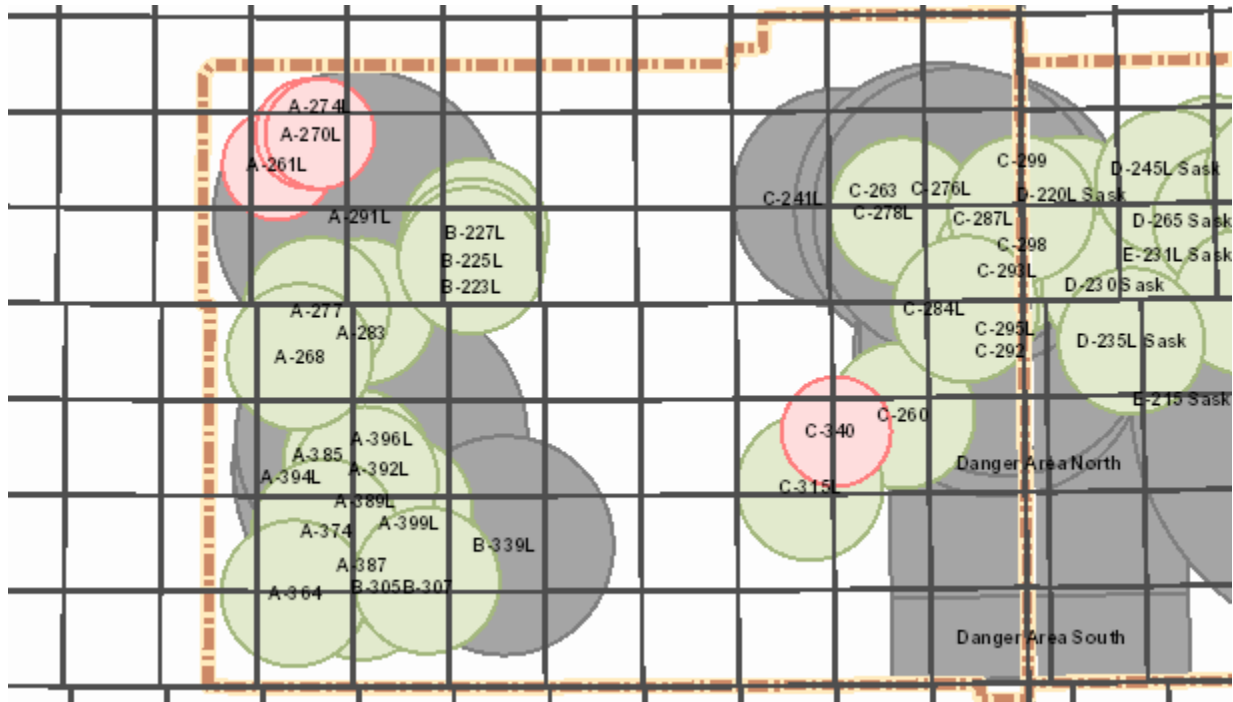 A-274L
A-270L
A-261L
A-291L
B-227L
B-225L
B-223L
A-277
A-283
A-268
A-396L
A-385
A-392L
A-394L
A-389L
A-399L
A-374
A-387
A-364
B-305
B-307
B-339L
C-241L
C-263
C-276L
C-278L
C-299
C-287L
C-298
C-293L
C-284L
C-295L
C-292
C-260
C-340
C-315L
D-245L Sask
D-220L Sask
D-265 Sask
E-231L Sask
D-230 Sask
D-235L Sask
E-215 Sask
Danger Area North
Danger Area South